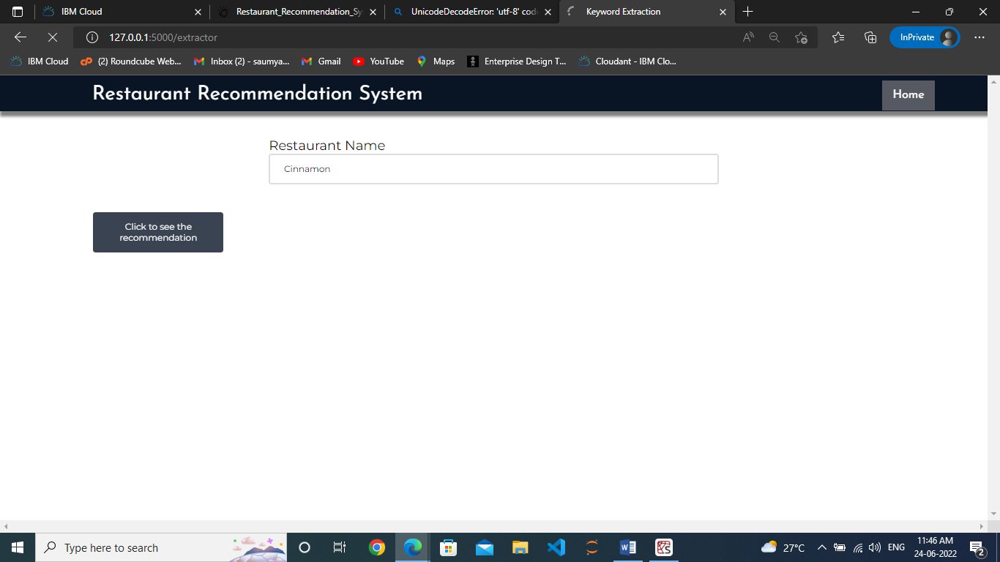 IBM Cloud
Restaurant_Recommendation_Sy
UnicodeDecodeError: 'utf-8' cod
Keyword Extraction
127.0.0.1:5000/extractor
InPrivate
IBM Cloud
(2) Roundcube Web...
Inbox (2) - saumya...
Gmail
YouTube
Maps
Enterprise Design T...
Cloudant - IBM Clo...
Restaurant Recommendation System
Home
Restaurant Name
Cinnamon
Click to see the
recommendation
Type here to search
27°C
ENG
11:46 AM
24-06-2022
2